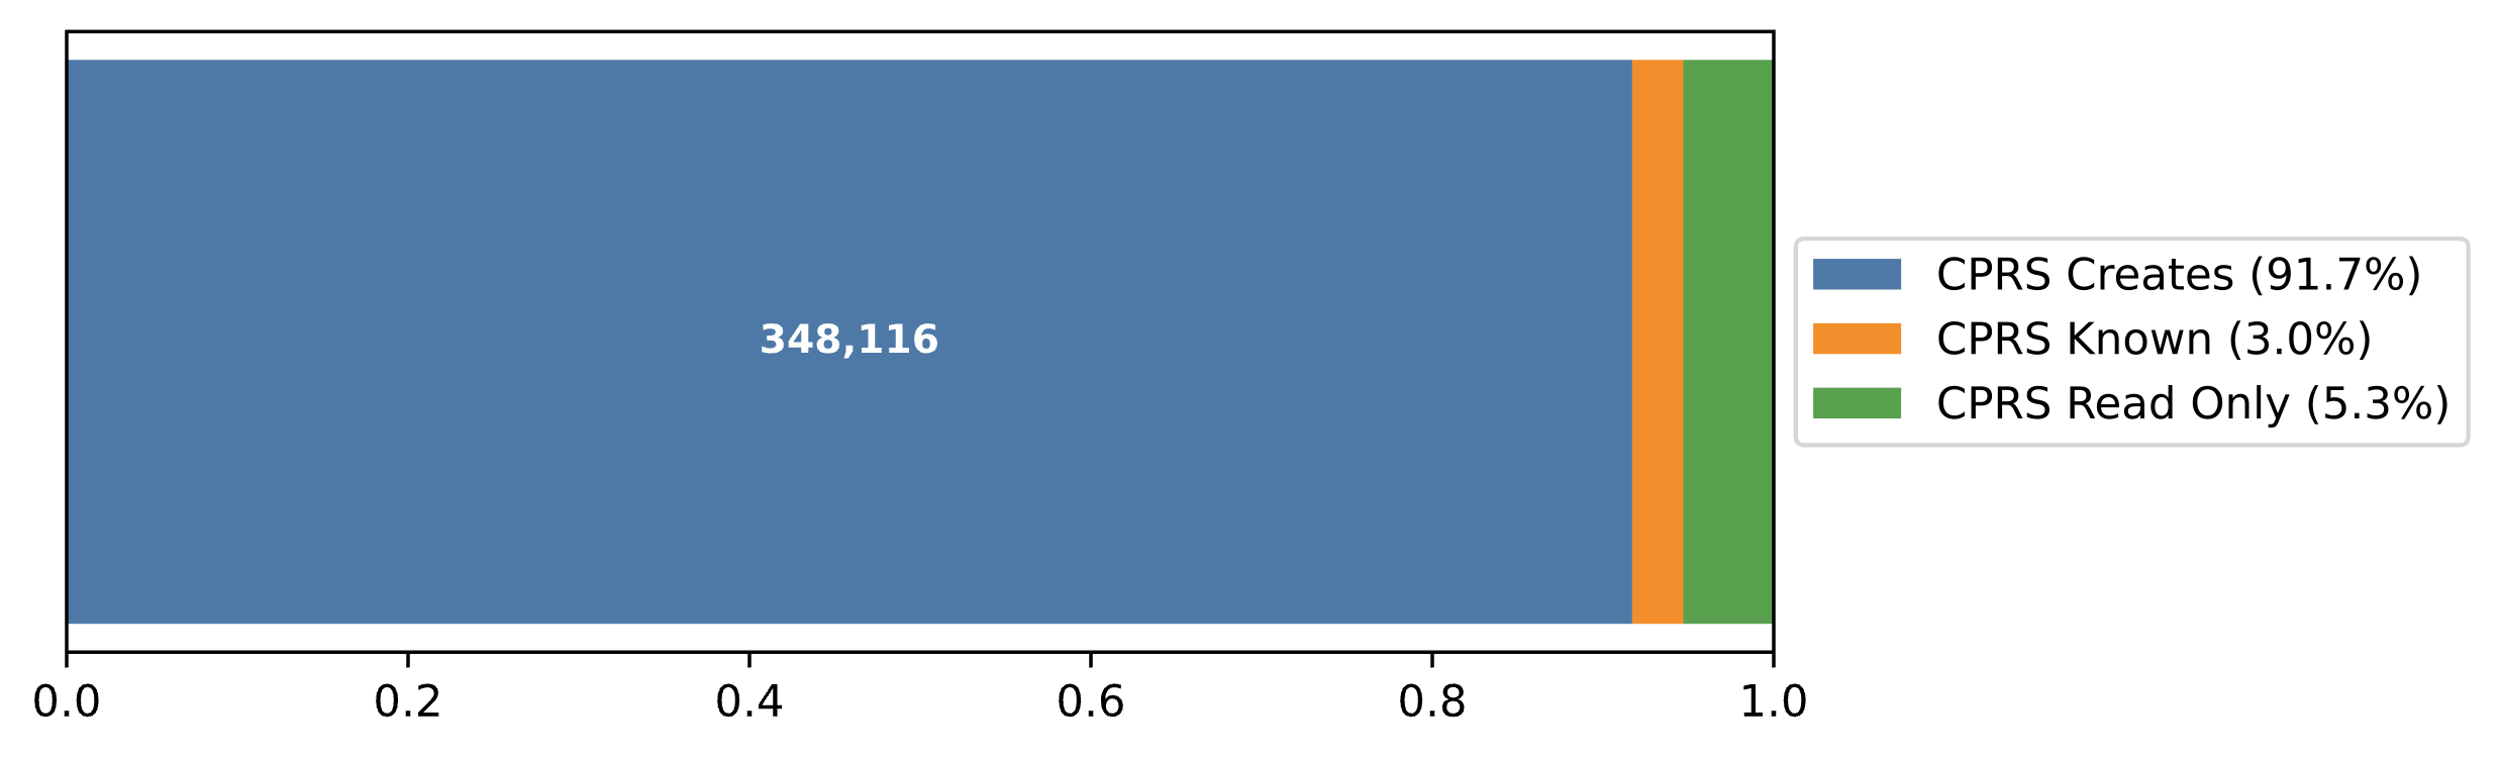 348,116
CPRS Creates (91.7%)
CPRS Known (3.0%)
CPRS Read Only (5.3%)
0.0 0.2 0.4 0.6 0.8 1.0